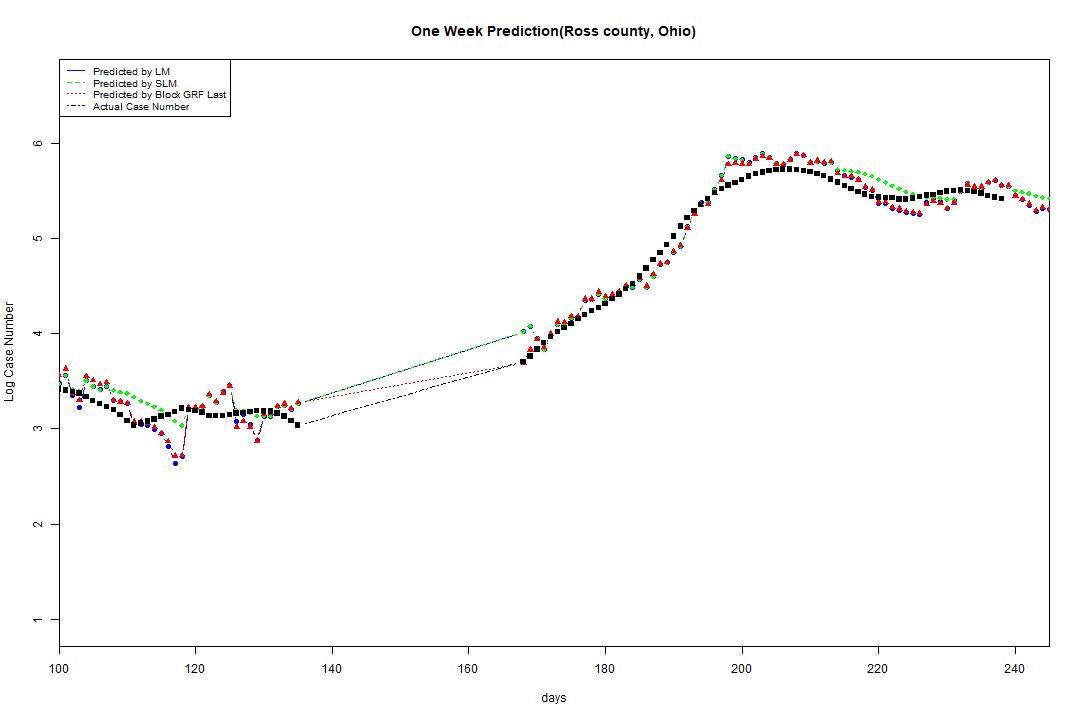 One Week Prediction(Ross county, Ohio)
Predicted by LM
Predicted by SLM
Predicted by Block GRF Last
Actual Case Number
6
5
4
3
2
1
Log Case Number
100 120 140 160 180 200 220 240
days